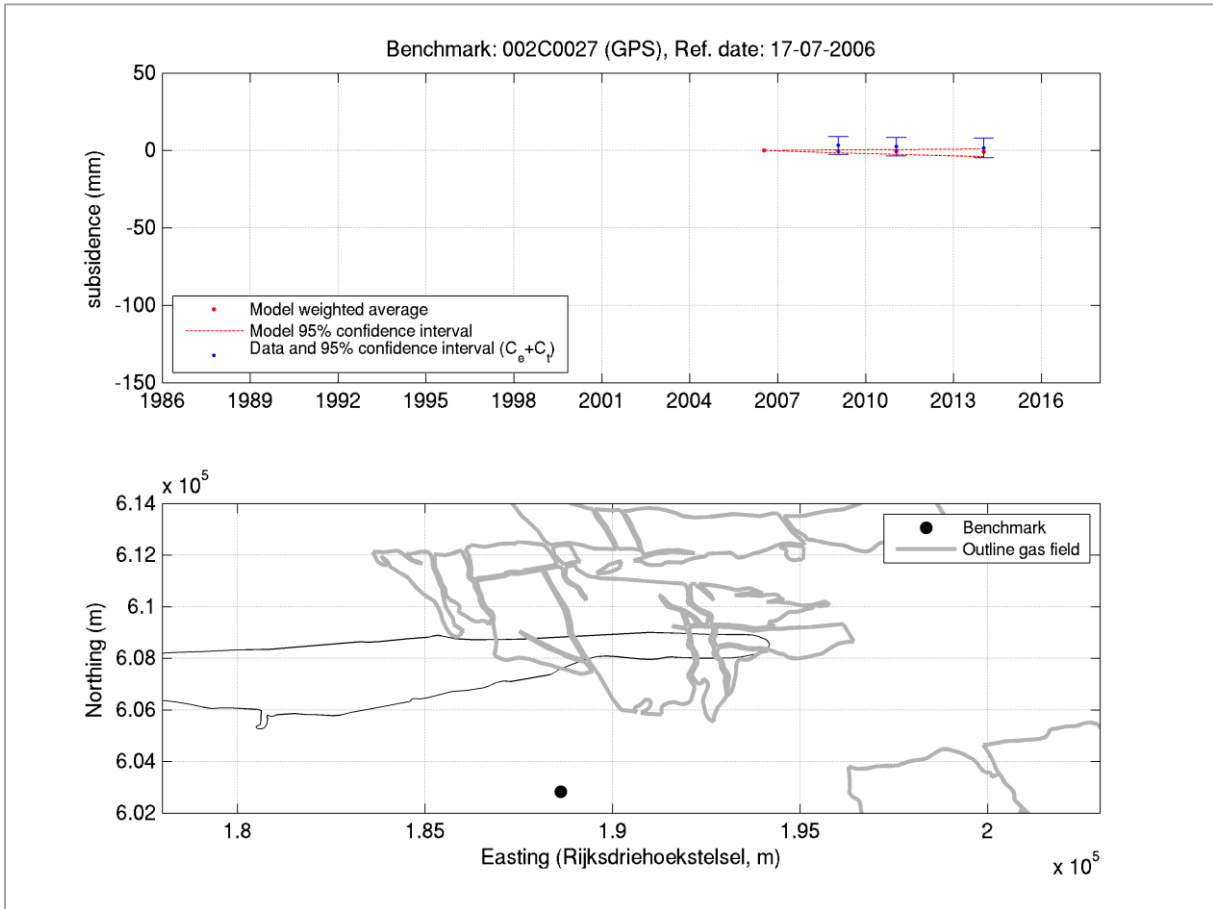 Benchmark: 002C0027 (GPS), Ref. date: 17-07-2006
50
0
-50
-100
-150
subsidence (mm)
Model weighted average
Model 95% confidence interval
Data and 95% confidence interval (C_e+C_t)
1986 1989 1992 1995 1998 2001 2004 2007 2010 2013 2016
x 10^5
6.14
6.12
6.1
6.08
6.06
6.04
6.02
Northing (m)
Benchmark
Outline gas field
1.8 1.85 1.9 1.95 2
Easting (Rijksdriehoekstelsel, m)
x 10^5